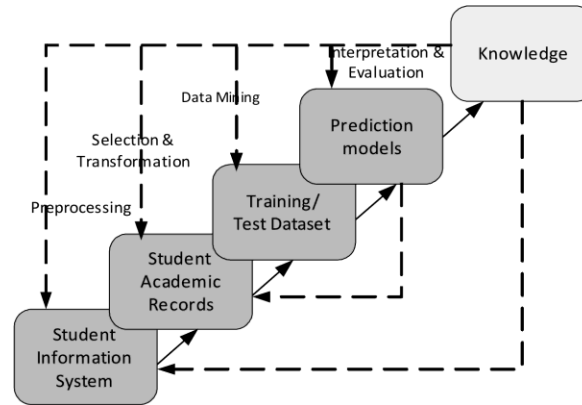 Interpretation &
Evaluation
Knowledge
Data Mining
Prediction
models
Selection &
Transformation
Training/
Test Dataset
Preprocessing
Student
Academic
Records
Student
Information
System